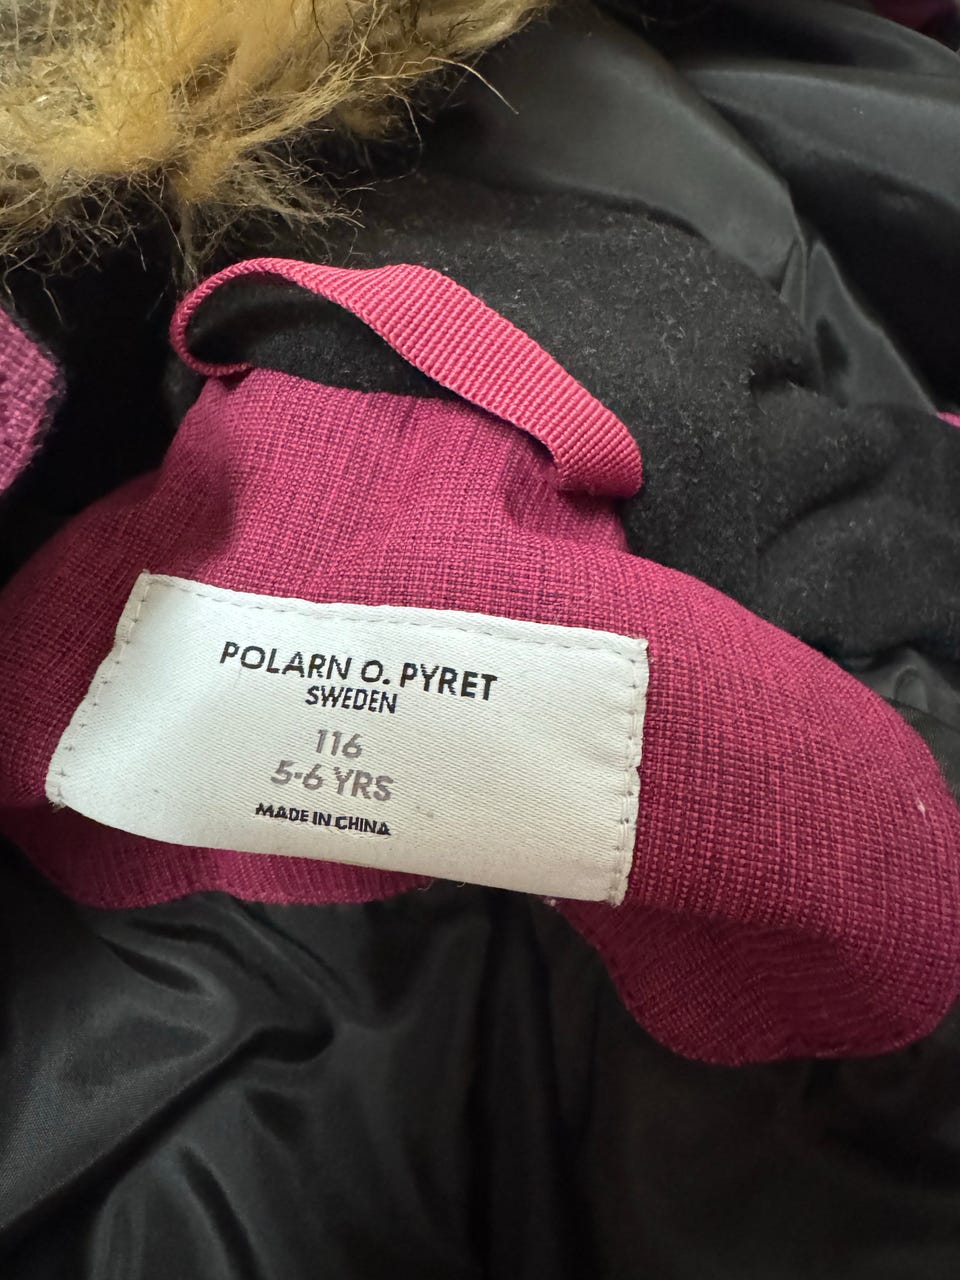 POLARN O. PYRET
SWEDEN
116
5-6 YRS
MADE IN CHINA